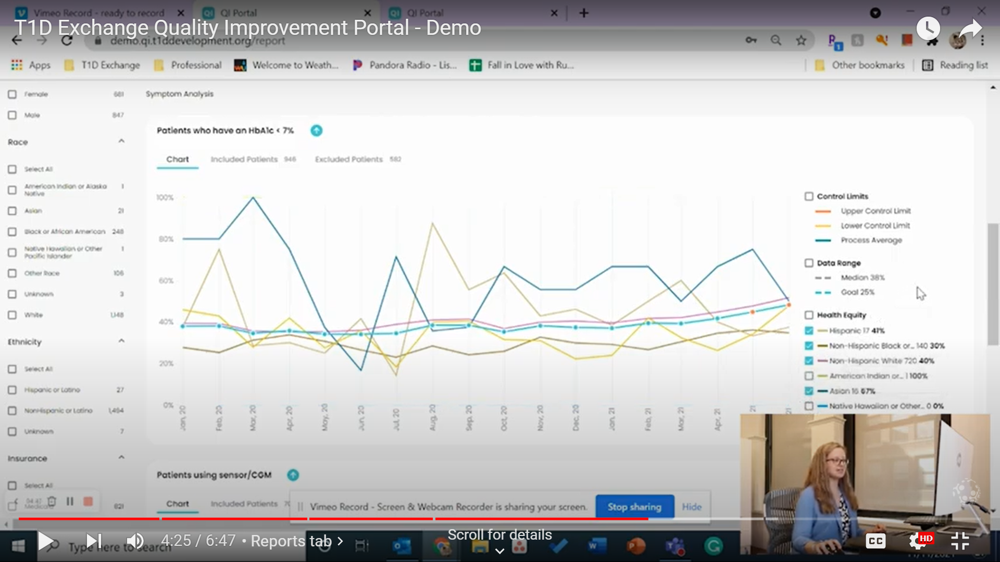 Vimeo Record - ready to record
QI Portal
QI Portal
T1D Exchange Quality Improvement Portal - Demo
demo.qi.t1ddevelopment.org/report
Apps
T1D Exchange
Professional
Welcome to Weath...
Pandora Radio - Lis...
Fall in Love with Ru...
Other bookmarks
Reading list
Female 681
Male 847
Race
Select All
American Indian or Alaska Native 1
Asian 21
Black or African American 248
Native Hawaiian or Other Pacific Islander 1
Other Race 106
Unknown 3
White 1,148
Ethnicity
Select All
Hispanic or Latino 27
NonHispanic or Latino 1,494
Unknown 7
Insurance
Select All
Medicaid 621
04:47
Symptom Analysis
Patients who have an HbA1c < 7%
Chart
Included Patients 946
Excluded Patients 582
100%
80%
60%
40%
20%
0%
Jan, 20
Feb, 20
Mar, 20
Apr, 20
May, 20
Jun, 20
Jul, 20
Aug, 20
Sep, 20
Oct, 20
Nov, 20
Dec, 20
Jan, 21
Feb, 21
Mar, 21
Apr, 21
21
21
Control Limits
Upper Control Limit
Lower Control Limit
Process Average
Data Range
Median 38%
Goal 25%
Health Equity
Hispanic 17 41%
Non-Hispanic Black or... 140 30%
Non-Hispanic White 720 40%
American Indian or... 1 100%
Asian 15 67%
Native Hawaiian or Other... 0 0%
Patients using sensor/CGM
Chart
Included Patients
Vimeo Record - Screen & Webcam Recorder is sharing your screen.
Stop sharing
Hide
Type here to search
4:25 / 6:47 • Reports tab
Scroll for details
CC
HD